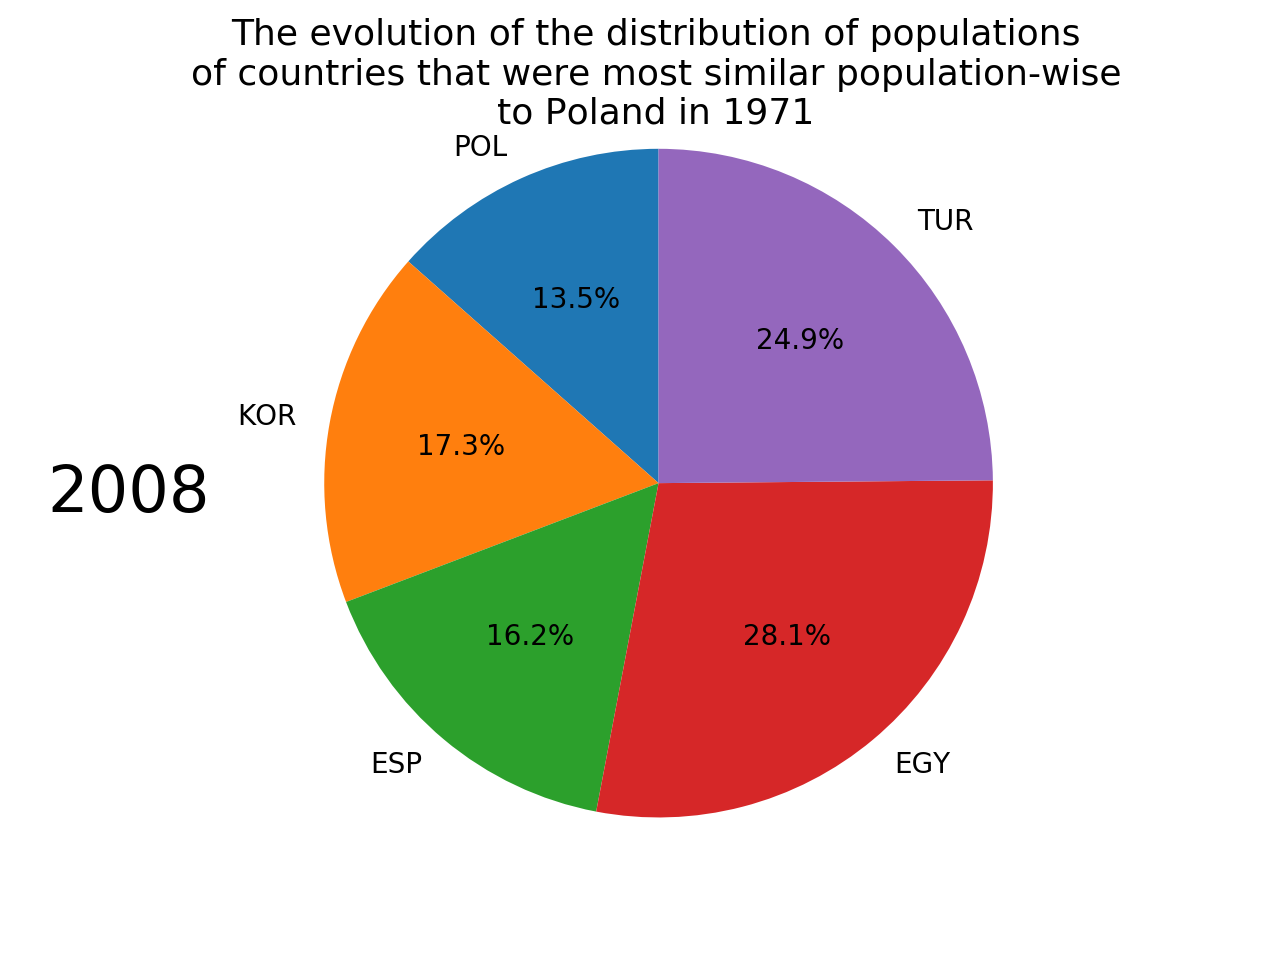 The evolution of the distribution of populations
of countries that were most similar population-wise
to Poland in 1971
POL
TUR
13.5%
24.9%
KOR
17.3%
2008
16.2%
28.1%
ESP
EGY